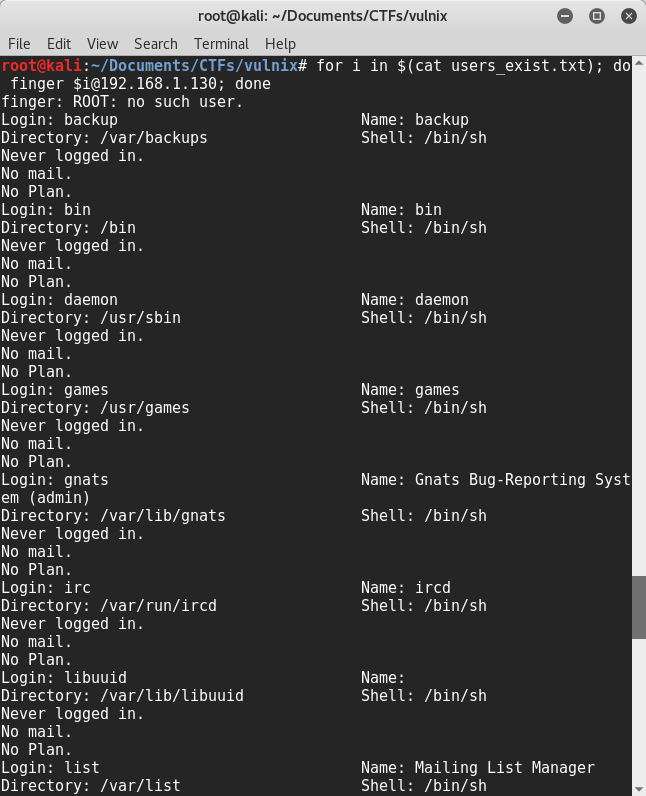 root@kali: ~/Documents/CTFs/vulnix
File Edit View Search Terminal Help
root@kali:~/Documents/CTFs/vulnix# for i in $(cat users_exist.txt); do
 finger $i@192.168.1.130; done
finger: ROOT: no such user.
Login: backup                           Name: backup
Directory: /var/backups                 Shell: /bin/sh
Never logged in.
No mail.
No Plan.
Login: bin                              Name: bin
Directory: /bin                         Shell: /bin/sh
Never logged in.
No mail.
No Plan.
Login: daemon                           Name: daemon
Directory: /usr/sbin                    Shell: /bin/sh
Never logged in.
No mail.
No Plan.
Login: games                            Name: games
Directory: /usr/games                   Shell: /bin/sh
Never logged in.
No mail.
No Plan.
Login: gnats                            Name: Gnats Bug-Reporting Syst
em (admin)
Directory: /var/lib/gnats               Shell: /bin/sh
Never logged in.
No mail.
No Plan.
Login: irc                              Name: ircd
Directory: /var/run/ircd                Shell: /bin/sh
Never logged in.
No mail.
No Plan.
Login: libuuid                          Name:
Directory: /var/lib/libuuid             Shell: /bin/sh
Never logged in.
No mail.
No Plan.
Login: list                             Name: Mailing List Manager
Directory: /var/list                    Shell: /bin/sh